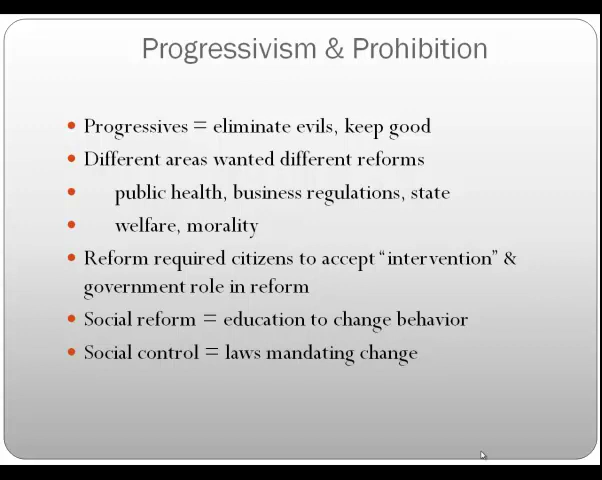 Progressivism & Prohibition
• Progressives = eliminate evils, keep good
• Different areas wanted different reforms
• public health, business regulations, state
• welfare, morality
• Reform required citizens to accept “intervention” &
government role in reform
• Social reform = education to change behavior
• Social control = laws mandating change